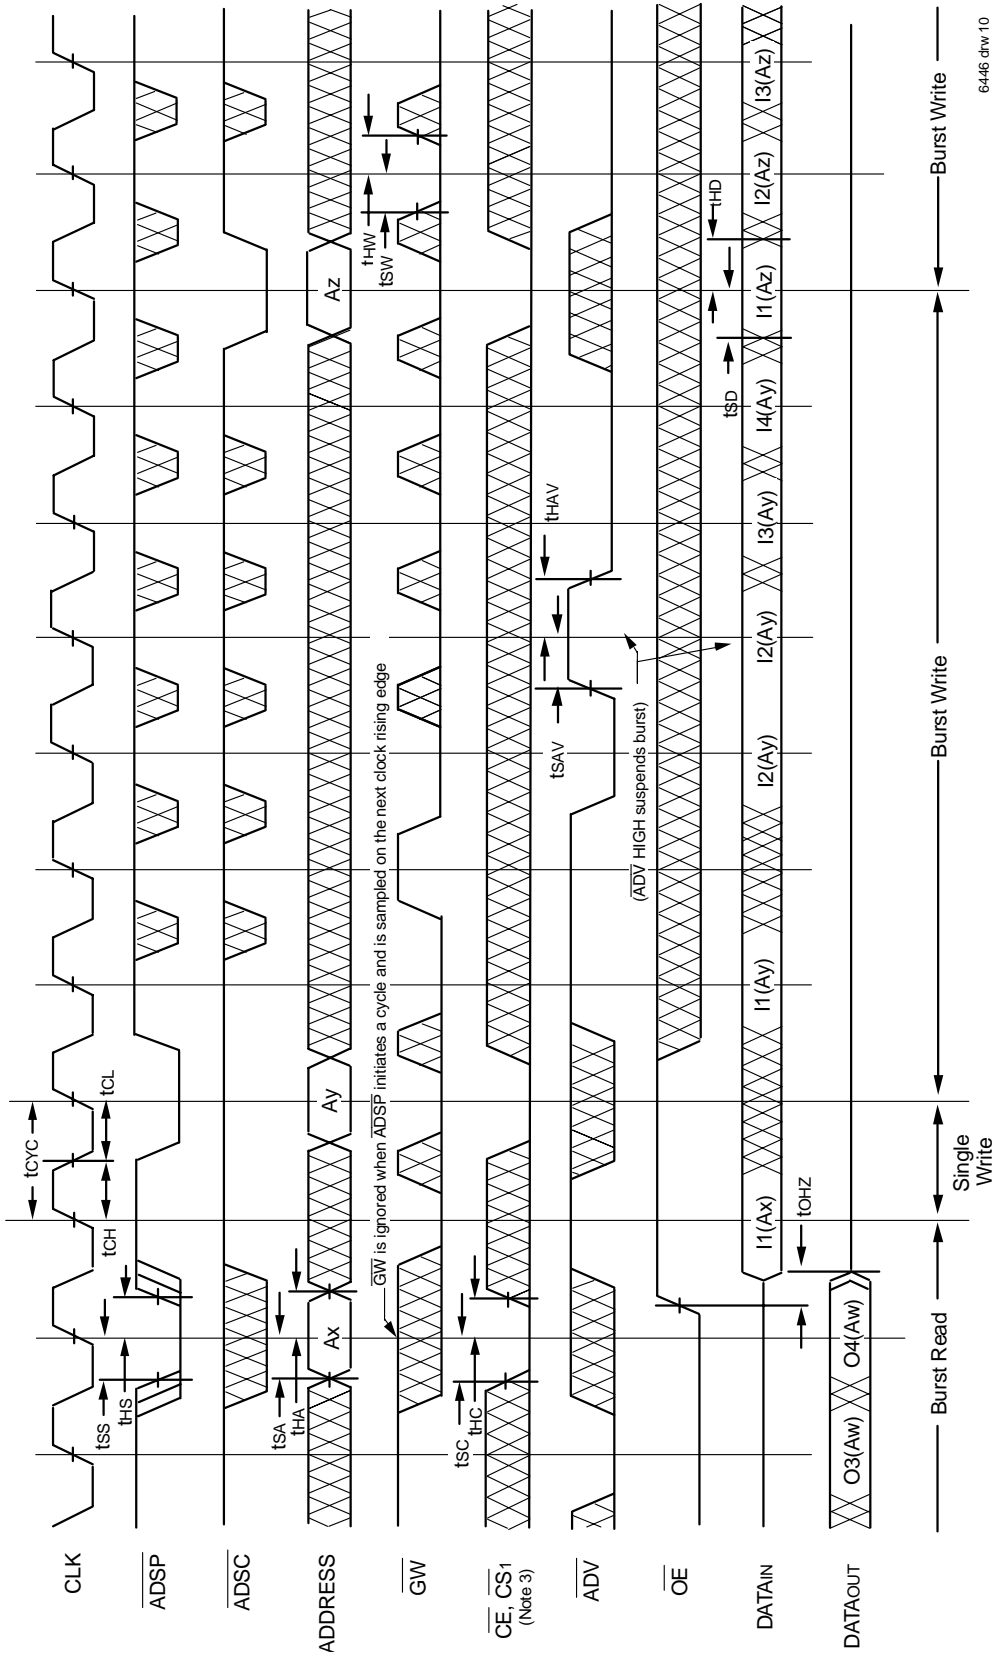 tCYC
CLK
tCH
tCL
tSS
tHS
ADSP
ADSC
tSA
tHA
ADDRESS
Ax
Ay
Az
tHW
tSW
GW is ignored when ADSP initiates a cycle and is sampled on the next clock rising edge
GW
tSC
tHC
CE, CS1
(Note 3)
tSAV
tHAV
ADV
(ADV HIGH suspends burst)
OE
tSD
tHD
DATAIN
I1(Ax)
I1(Ay)
I2(Ay)
I2(Ay)
I3(Ay)
I4(Ay)
I1(Az)
I2(Az)
I3(Az)
tOHZ
DATAOUT
O3(Aw)
O4(Aw)
Burst Read
Single
Write
Burst Write
Burst Write
6446 drw 10